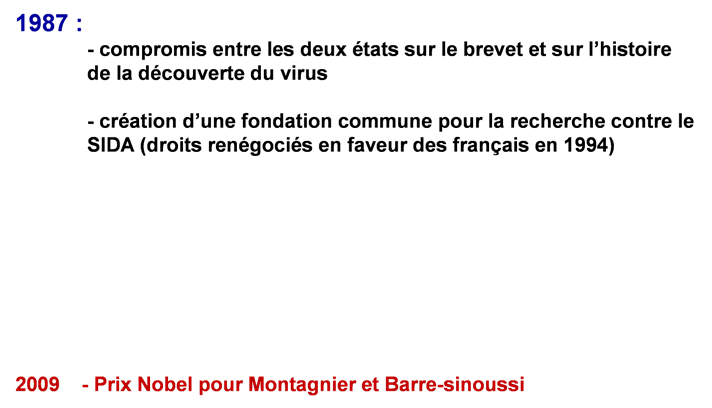 1987 :
- compromis entre les deux états sur le brevet et sur l’histoire
de la découverte du virus
- création d’une fondation commune pour la recherche contre le
SIDA (droits renégociés en faveur des français en 1994)
2009 - Prix Nobel pour Montagnier et Barre-sinoussi